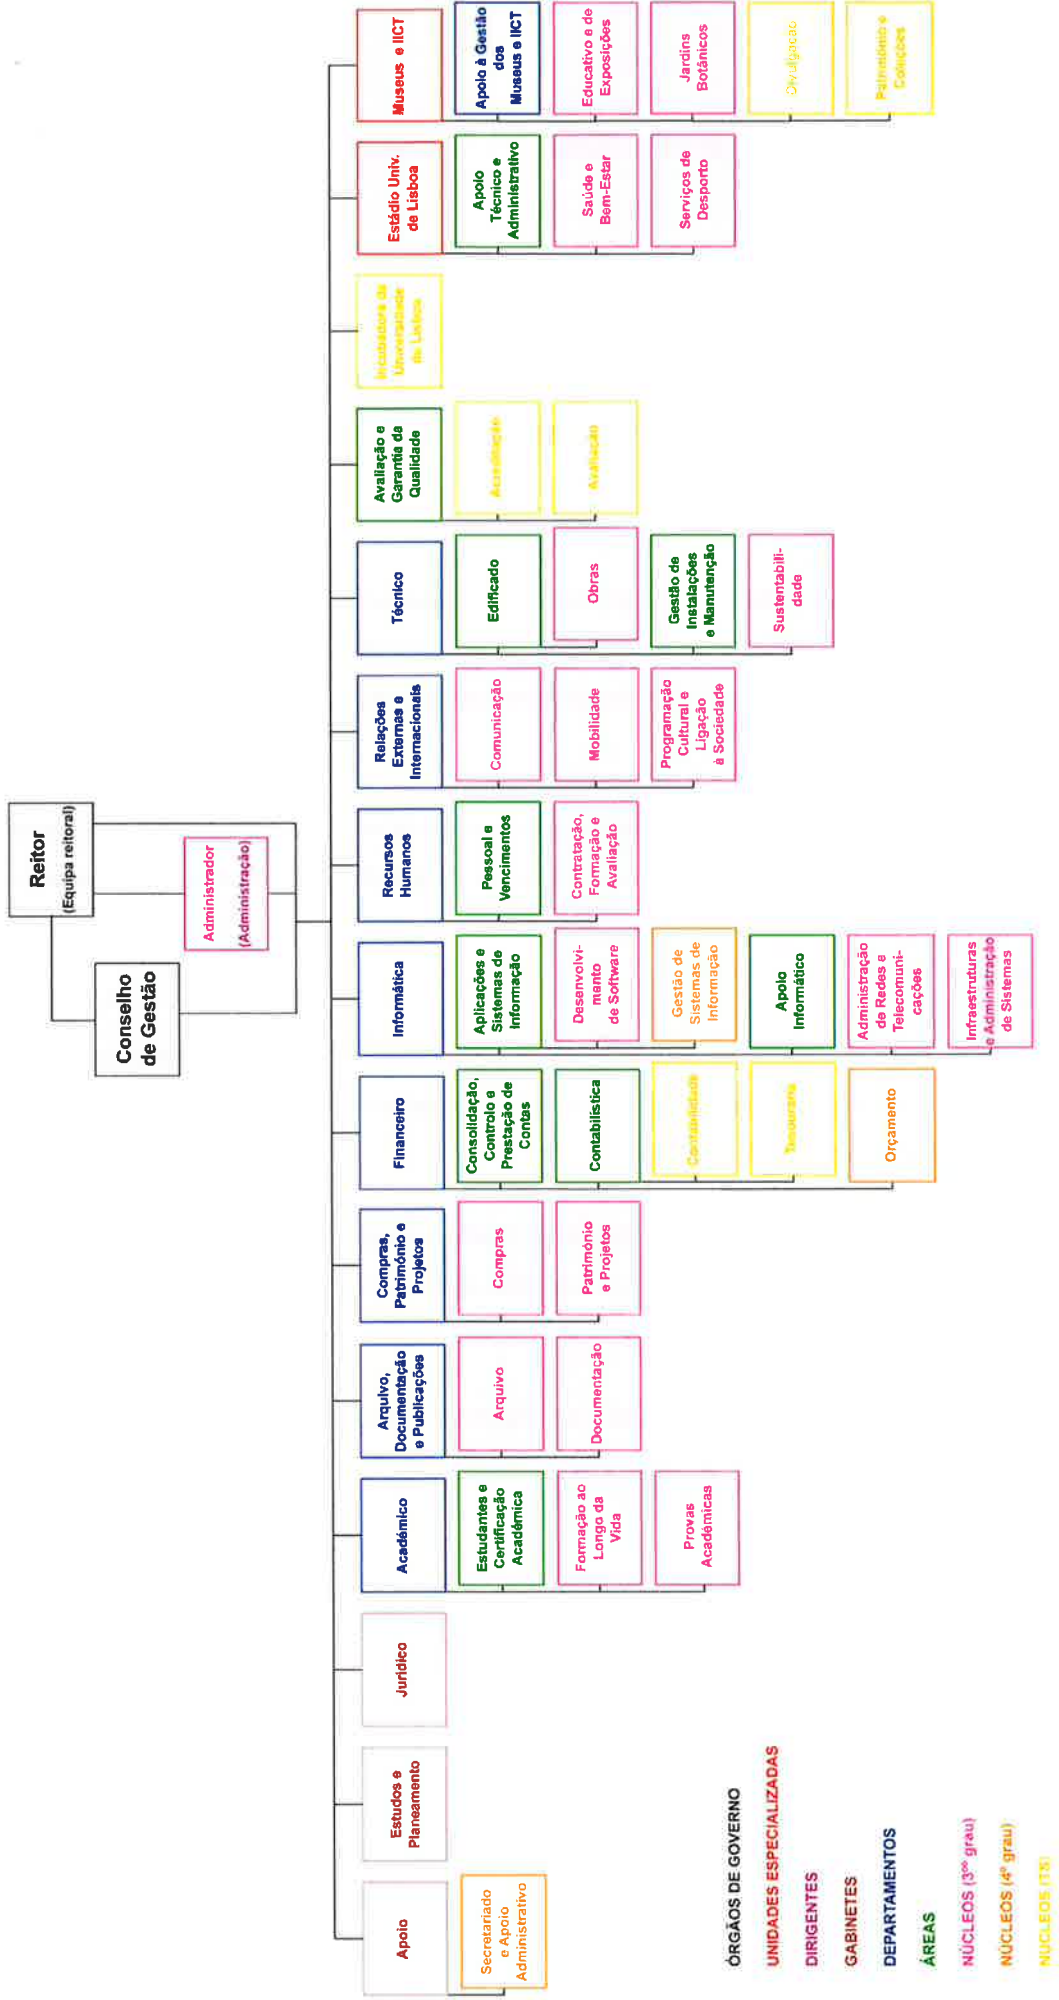 Reitor
(Equipa reitoral)
Conselho
de Gestão
Administrador
(Administração)
Apoio
Secretariado
e Apoio
Administrativo
Estudos e
Planeamento
Jurídico
Académico
Estudantes e
Certificação
Académica
Formação ao
Longo da
Vida
Provas
Académicas
Arquivo,
Documentação
e Publicações
Arquivo
Documentação
Compras,
Património e
Projetos
Compras
Património
e Projetos
Financeiro
Consolidação,
Controlo e
Prestação de
Contas
Contabilística
Contabilidade
Tesouraria
Orçamento
Informática
Aplicações e
Sistemas de
Informação
Desenvolvi-
mento
de Software
Gestão de
Sistemas de
Informação
Apoio
Informático
Administração
de Redes e
Telecomuni-
cações
Infraestruturas
e Administração
de Sistemas
Recursos
Humanos
Pessoal e
Vencimentos
Contratação,
Formação e
Avaliação
Relações
Externas e
Internacionais
Comunicação
Mobilidade
Programação
Cultural e
Ligação
à Sociedade
Técnico
Edificado
Obras
Gestão de
Instalações
e Manutenção
Sustentabili-
dade
Avaliação e
Garantia da
Qualidade
Acreditação
Avaliação
Incubadora da
Universidade
de Lisboa
Estádio Univ.
de Lisboa
Apoio
Técnico e
Administrativo
Saúde e
Bem-Estar
Serviços de
Desporto
Museus e IICT
Apoio à Gestão
dos
Museus e IICT
Educativo e de
Exposições
Jardins
Botânicos
Divulgação
Património e
Coleções
ÓRGÃOS DE GOVERNO
UNIDADES ESPECIALIZADAS
DIRIGENTES
GABINETES
DEPARTAMENTOS
ÁREAS
NÚCLEOS (3º grau)
NÚCLEOS (4º grau)
NÚCLEOS (TS)